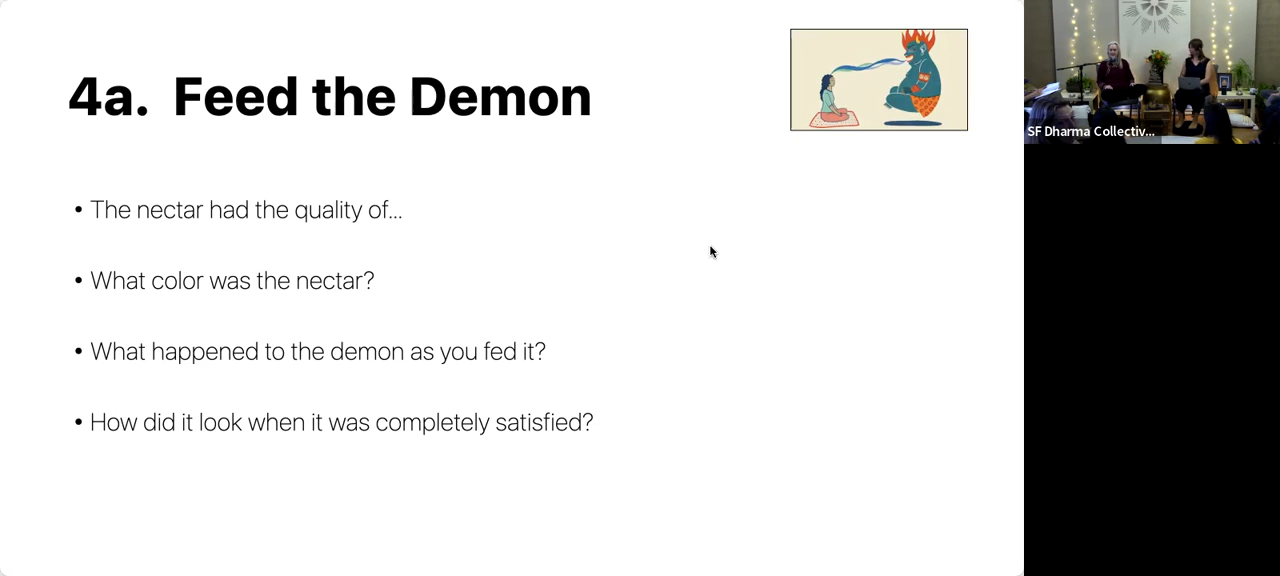 4a. Feed the Demon
• The nectar had the quality of...
• What color was the nectar?
• What happened to the demon as you fed it?
• How did it look when it was completely satisfied?
SF Dharma Collectiv...